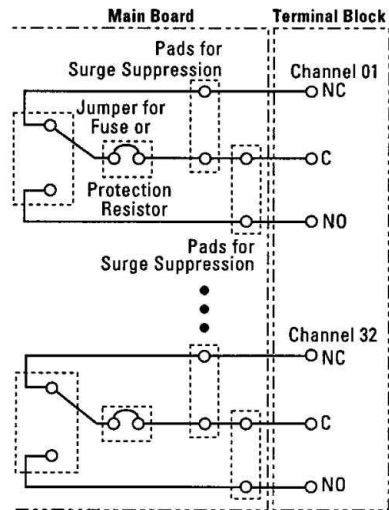 Main Board
Terminal Block
Pads for
Surge Suppression
Channel 01
NC
Jumper for
Fuse or
C
Protection
Resistor
NO
Pads for
Surge Suppression
Channel 32
NC
C
NO